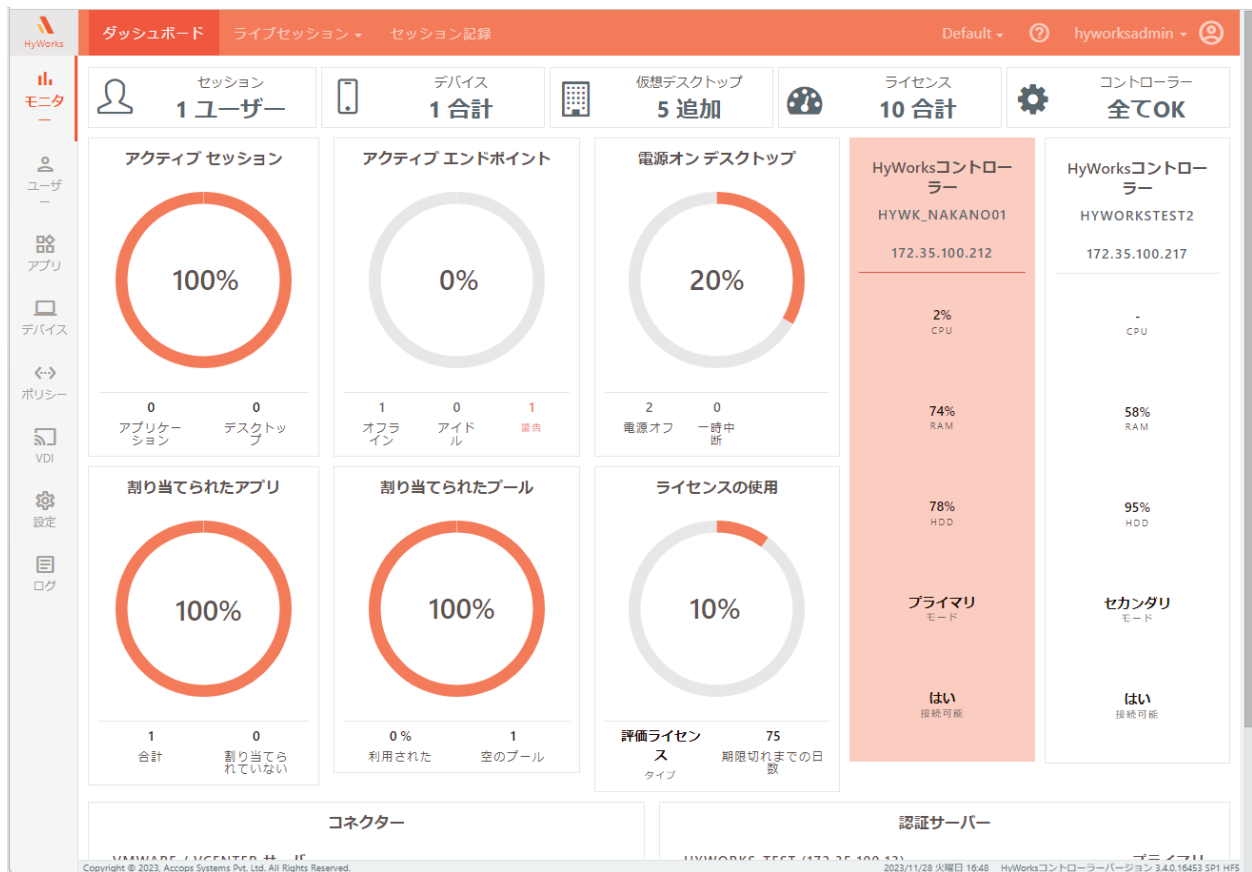 HyWorks
ダッシュボード ライブセッション セッション記録 Default hyworksadmin
モニタ
ー
ユーザ
ー
アプリ
デバイス
ポリシー
VDI
設定
ログ
セッション
1 ユーザー
デバイス
1 合計
仮想デスクトップ
5 追加
ライセンス
10 合計
コントローラー
全てOK
アクティブ セッション
100%
0
アプリケー
ション
0
デスクトッ
プ
アクティブ エンドポイント
0%
1
オフラ
イン
0
アイド
ル
1
警告
電源オン デスクトップ
20%
2
電源オフ
0
一時中
断
HyWorksコントロー
ラー
HYWK_NAKANO01
172.35.100.212
2%
CPU
74%
RAM
78%
HDD
プライマリ
モード
はい
接続可能
HyWorksコントロー
ラー
HYWORKSTEST2
172.35.100.217
-
CPU
58%
RAM
95%
HDD
セカンダリ
モード
はい
接続可能
割り当てられたアプリ
100%
1
合計
0
割り当てら
れていない
割り当てられたプール
100%
0 %
利用された
1
空のプール
ライセンスの使用
10%
評価ライセン
ス
タイプ
75
期限切れまでの日
数
コネクター
VMWARE / VCENTER サーバ
認証サーバー
HYWORKS_TEST (172.35.100.13) プライマリ
Copyright © 2023, Accops Systems Pvt. Ltd. All Rights Reserved.
2023/11/28 火曜日 16:48 HyWorksコントローラーバージョン 3.4.0.16453 SP1 HF5